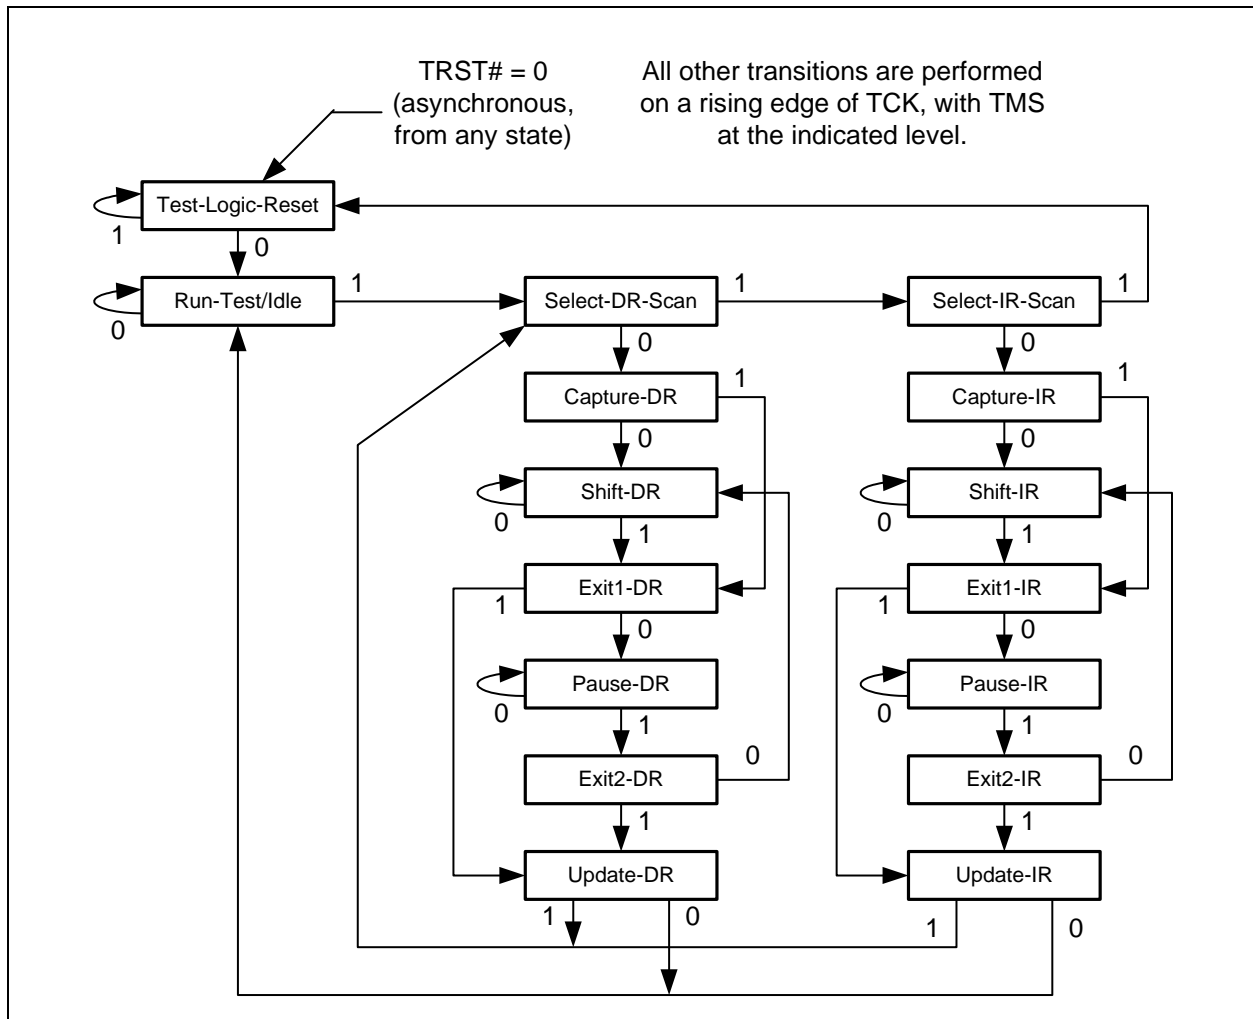 TRST# = 0
(asynchronous,
from any state)
All other transitions are performed
on a rising edge of TCK, with TMS
at the indicated level.
Test-Logic-Reset
1
0
Run-Test/Idle
1
0
Select-DR-Scan
1
0
Select-IR-Scan
1
0
Capture-DR
1
0
Capture-IR
1
0
Shift-DR
0
1
Shift-IR
0
1
Exit1-DR
1
0
Exit1-IR
1
0
Pause-DR
0
1
Pause-IR
0
1
Exit2-DR
0
1
Exit2-IR
0
1
Update-DR
1
0
Update-IR
1
0